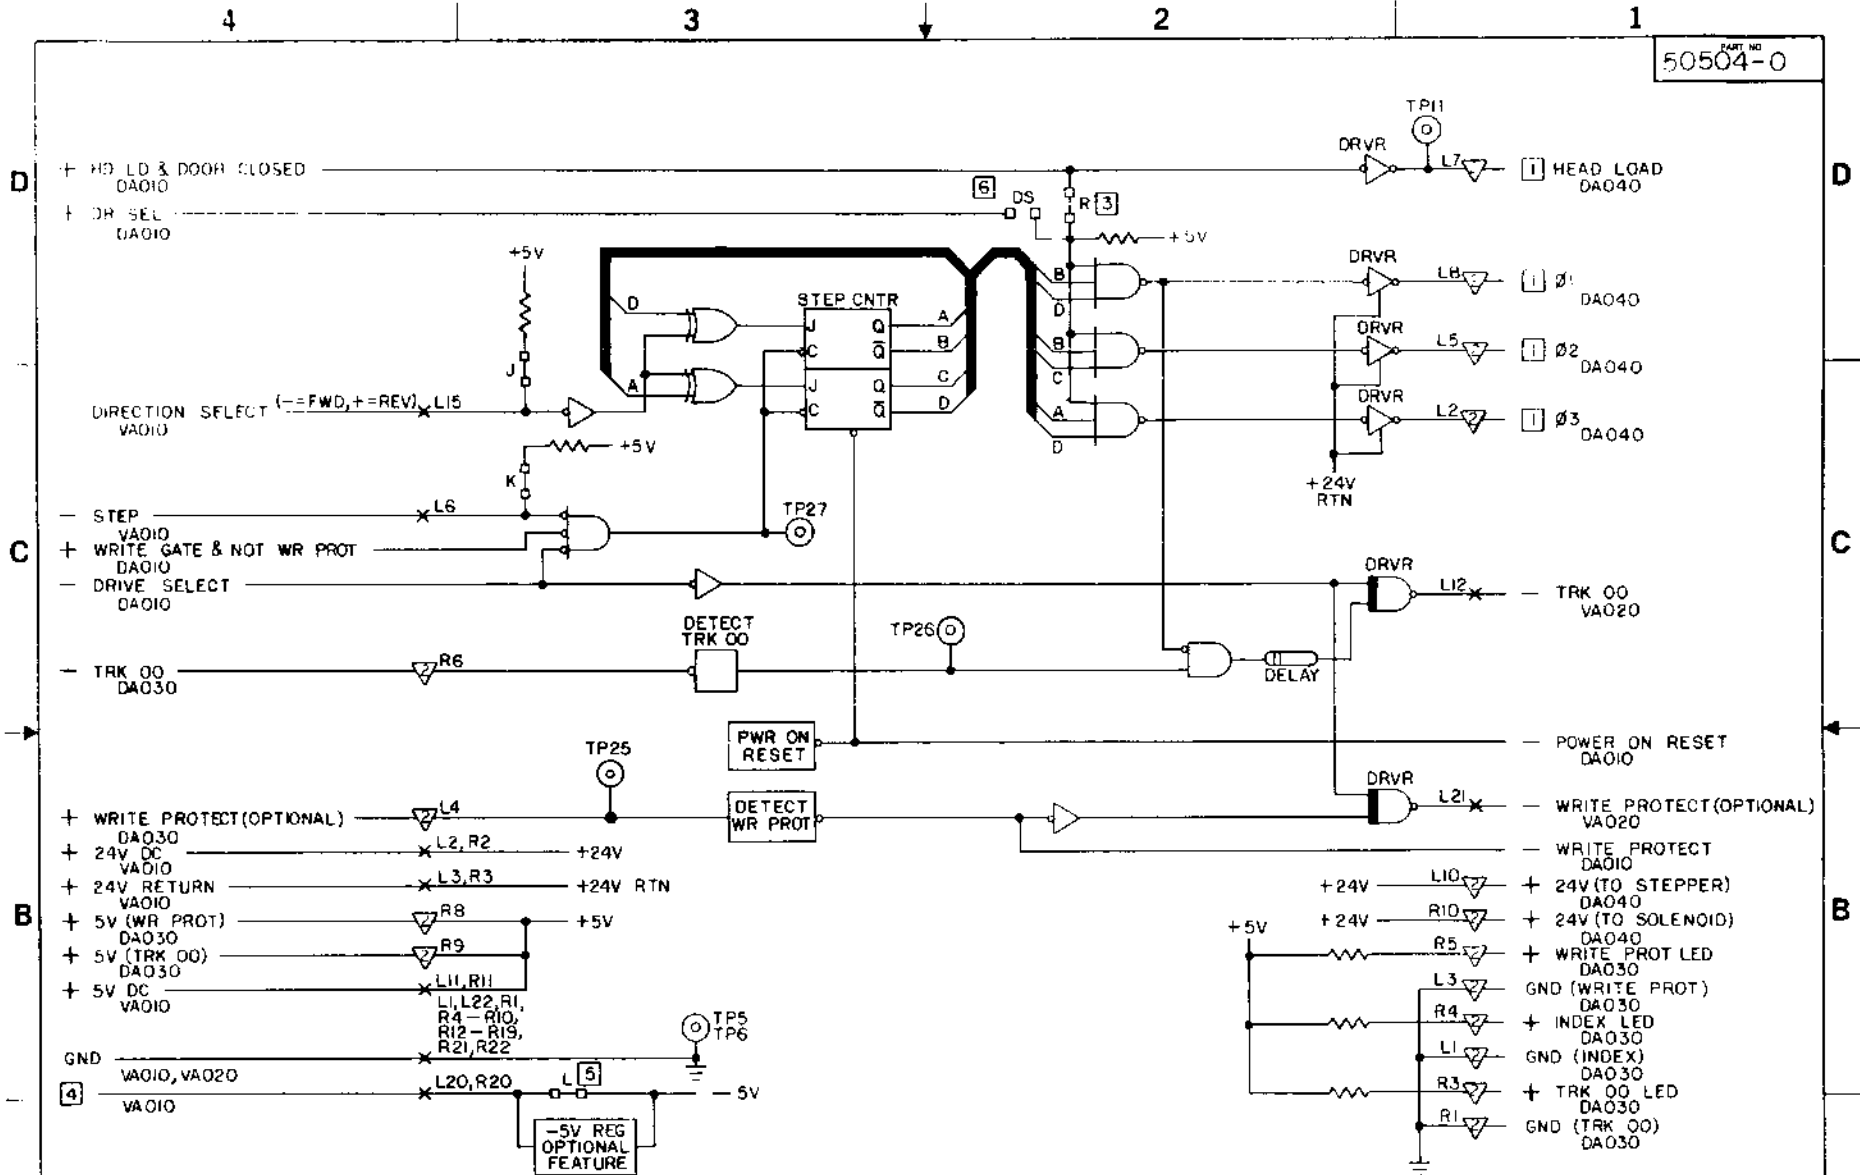 4 3 2 1
PART NO
50504-0
TP11
DRVR
D + HD LD & DOOR CLOSED L7 1 HEAD LOAD D
DA010 DA040
6 DS R 3
+ DR SEL
DA010
+5V +5V
DRVR
B L8 1 Ø1
D STEP CNTR D DA040
J Q A
DRVR
C Q B B L5 1 Ø2
C DA040
J A J Q C
DRVR
DIRECTION SELECT (-=FWD,+=REV) L15 C Q D A L2 1 Ø3
VA010 D DA040
+5V
K +24V
RTN
- STEP L6 TP27
VA010
C + WRITE GATE & NOT WR PROT C
DA010
DRVR
- DRIVE SELECT L12 - TRK 00
DA010 VA020
DETECT
TRK 00 TP26
- TRK 00 R6 DELAY
DA030
PWR ON
RESET - POWER ON RESET
DA010
TP25
DRVR
+ WRITE PROTECT(OPTIONAL) L4 DETECT
WR PROT L21 - WRITE PROTECT(OPTIONAL)
DA030 VA020
+ 24V DC L2,R2 +24V - WRITE PROTECT
VA010 DA010
+ 24V RETURN L3,R3 +24V RTN +24V L10 + 24V(TO STEPPER)
VA010 DA040
B + 5V (WR PROT) R8 +5V +24V R10 + 24V(TO SOLENOID) B
DA030 DA040
+ 5V (TRK 00) R9 +5V R5 + WRITE PROT LED
DA030 DA030
+ 5V DC L11,R11 L3 GND (WRITE PROT)
VA010 DA030
L1,L22,R1,
R4-R10,
R12-R19,
R21,R22 TP5
TP6 R4 + INDEX LED
DA030
GND L1 GND (INDEX)
VA010, VA020 DA030
4 L20,R20 L 5 - 5V R3 + TRK 00 LED
VA010 DA030
-5V REG
OPTIONAL
FEATURE R1 GND (TRK 00)
DA030